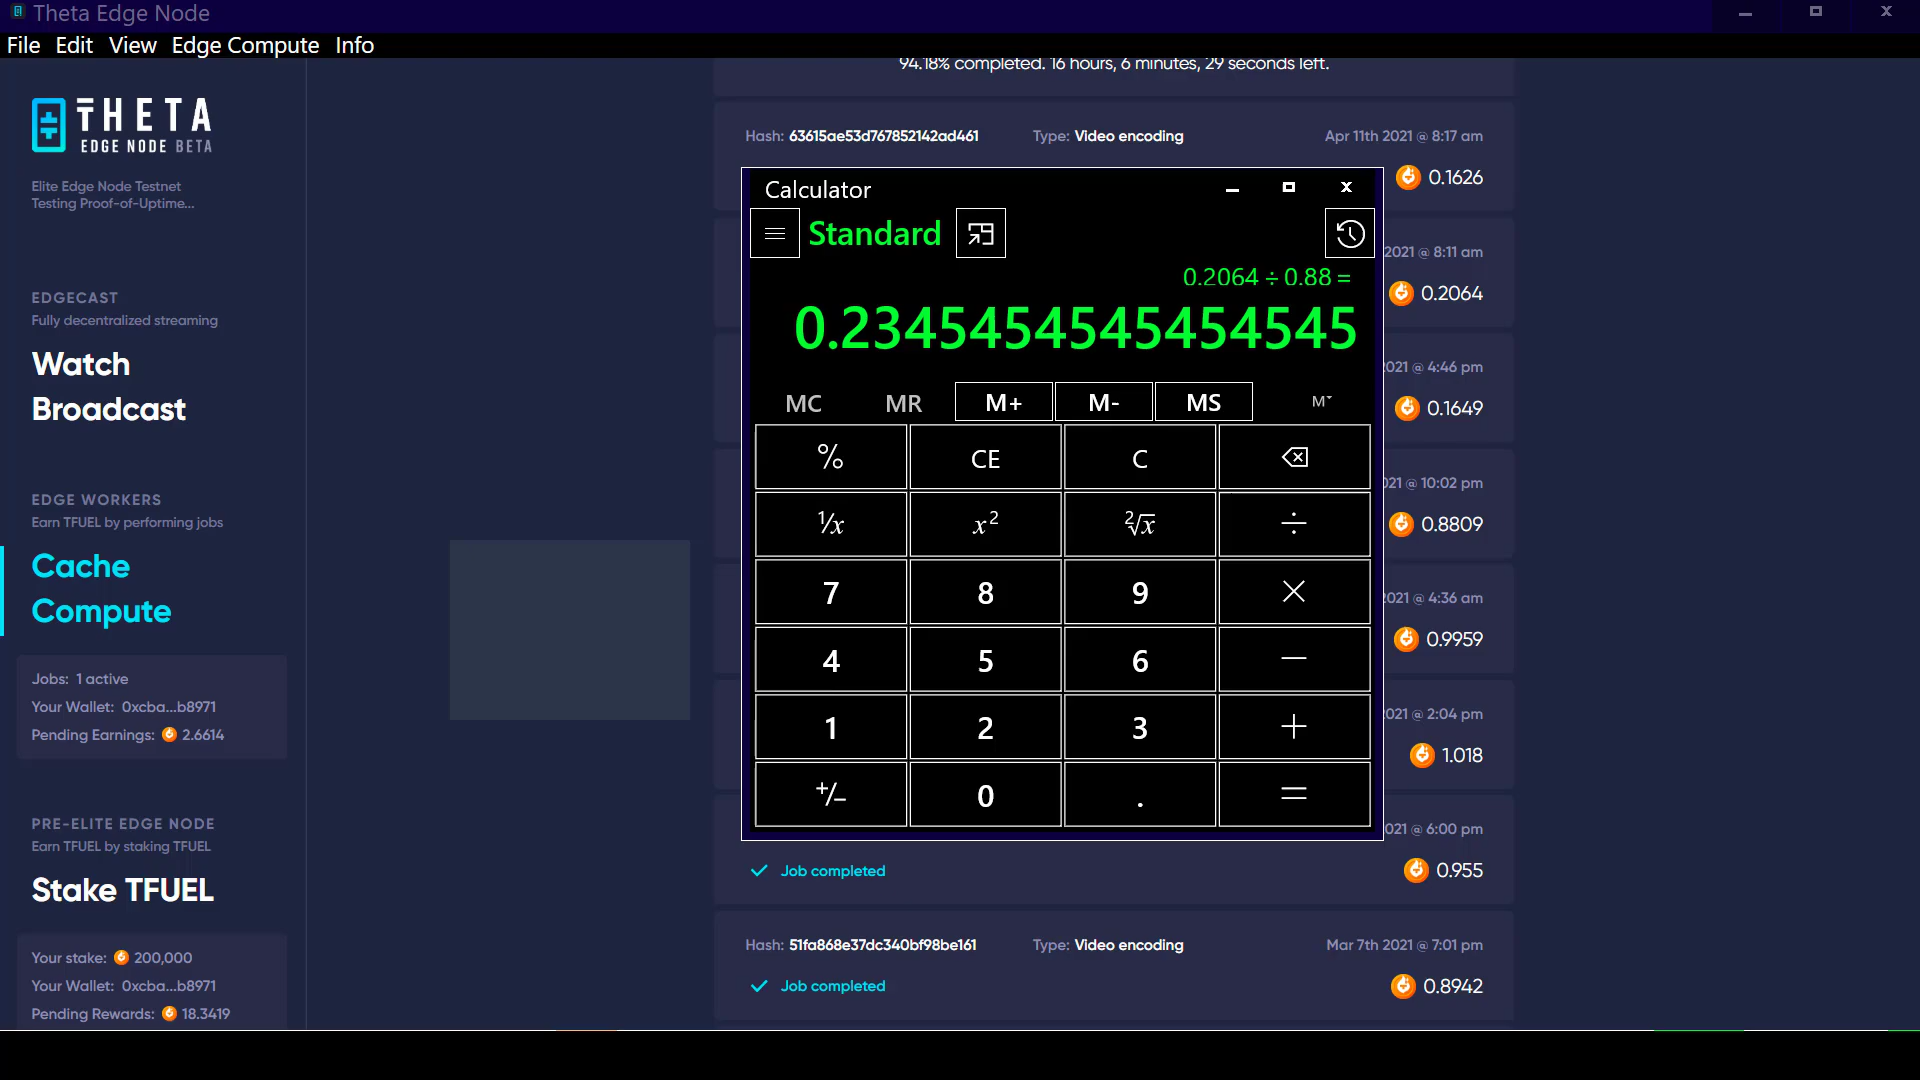 Theta Edge Node
File Edit View Edge Compute Info
THETA
EDGE NODE BETA
Elite Edge Node Testnet
Testing Proof-of-Uptime...
EDGECAST
Fully decentralized streaming
Watch
Broadcast
EDGE WORKERS
Earn TFUEL by performing jobs
Cache
Compute
Jobs: 1 active
Your Wallet: 0xcba...b8971
Pending Earnings: 2.6614
PRE-ELITE EDGE NODE
Earn TFUEL by staking TFUEL
Stake TFUEL
Your stake: 200,000
Your Wallet: 0xcba...b8971
Pending Rewards: 18.3419
94.18% completed. 16 hours, 6 minutes, 29 seconds left.
Hash: 63615ae53d767852142ad461 Type: Video encoding Apr 11th 2021 @ 8:17 am
0.1626
2021 @ 8:11 am
0.2064
021 @ 4:46 pm
0.1649
021 @ 10:02 pm
0.8809
2021 @ 4:36 am
0.9959
021 @ 2:04 pm
1.018
021 @ 6:00 pm
Job completed 0.955
Hash: 51fa868e37dc340bf98be161 Type: Video encoding Mar 7th 2021 @ 7:01 pm
Job completed 0.8942
Calculator
Standard
0.2064 ÷ 0.88 =
0.2345454545454545
MC MR M+ M- MS M˅
% CE C
⅟x x² ²√x ÷
7 8 9 ×
4 5 6 −
1 2 3 +
+/− 0 . =